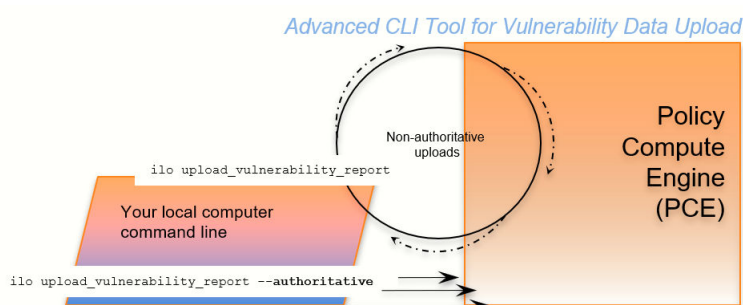 Advanced CLI Tool for Vulnerability Data Upload
Non-authoritative
uploads
Policy
Compute
Engine
(PCE)
ilo upload_vulnerability_report
Your local computer
command line
ilo upload_vulnerability_report --authoritative